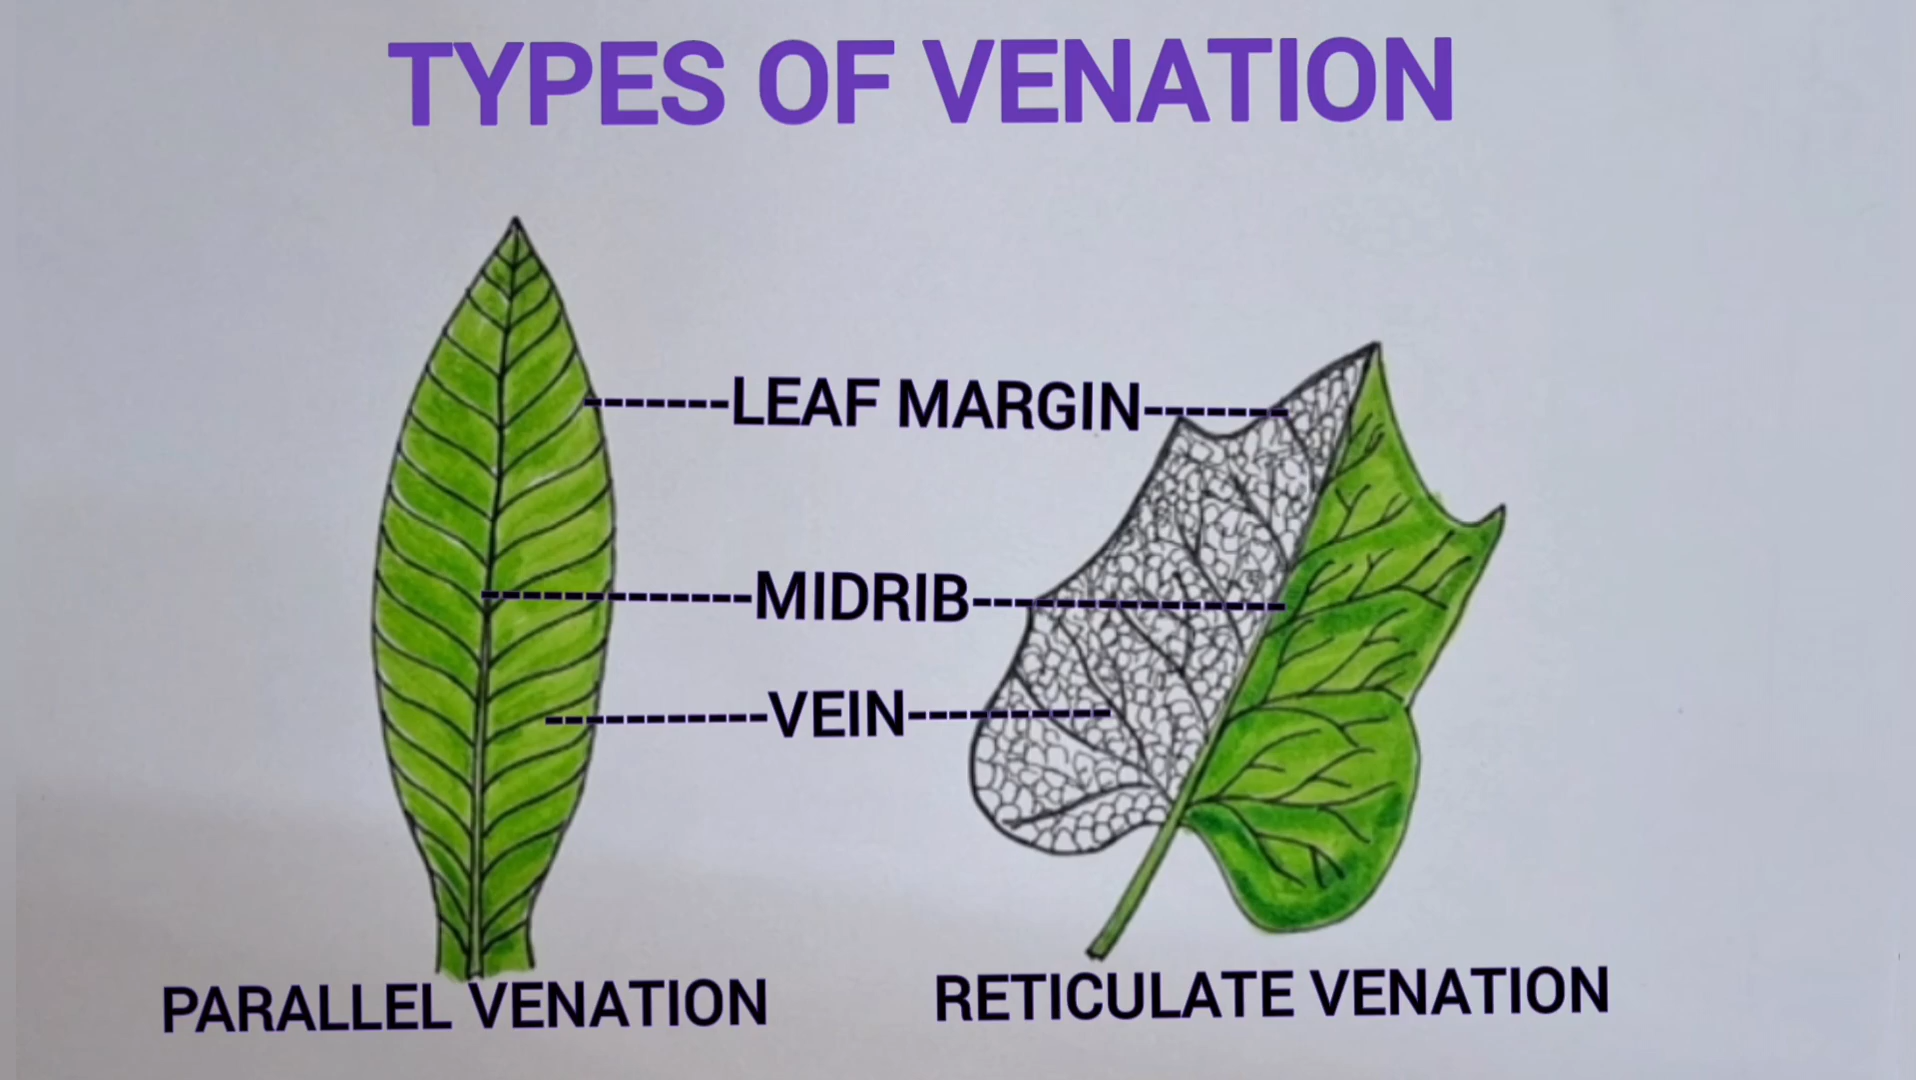 TYPES OF VENATION
LEAF MARGIN
MIDRIB
VEIN
PARALLEL VENATION
RETICULATE VENATION